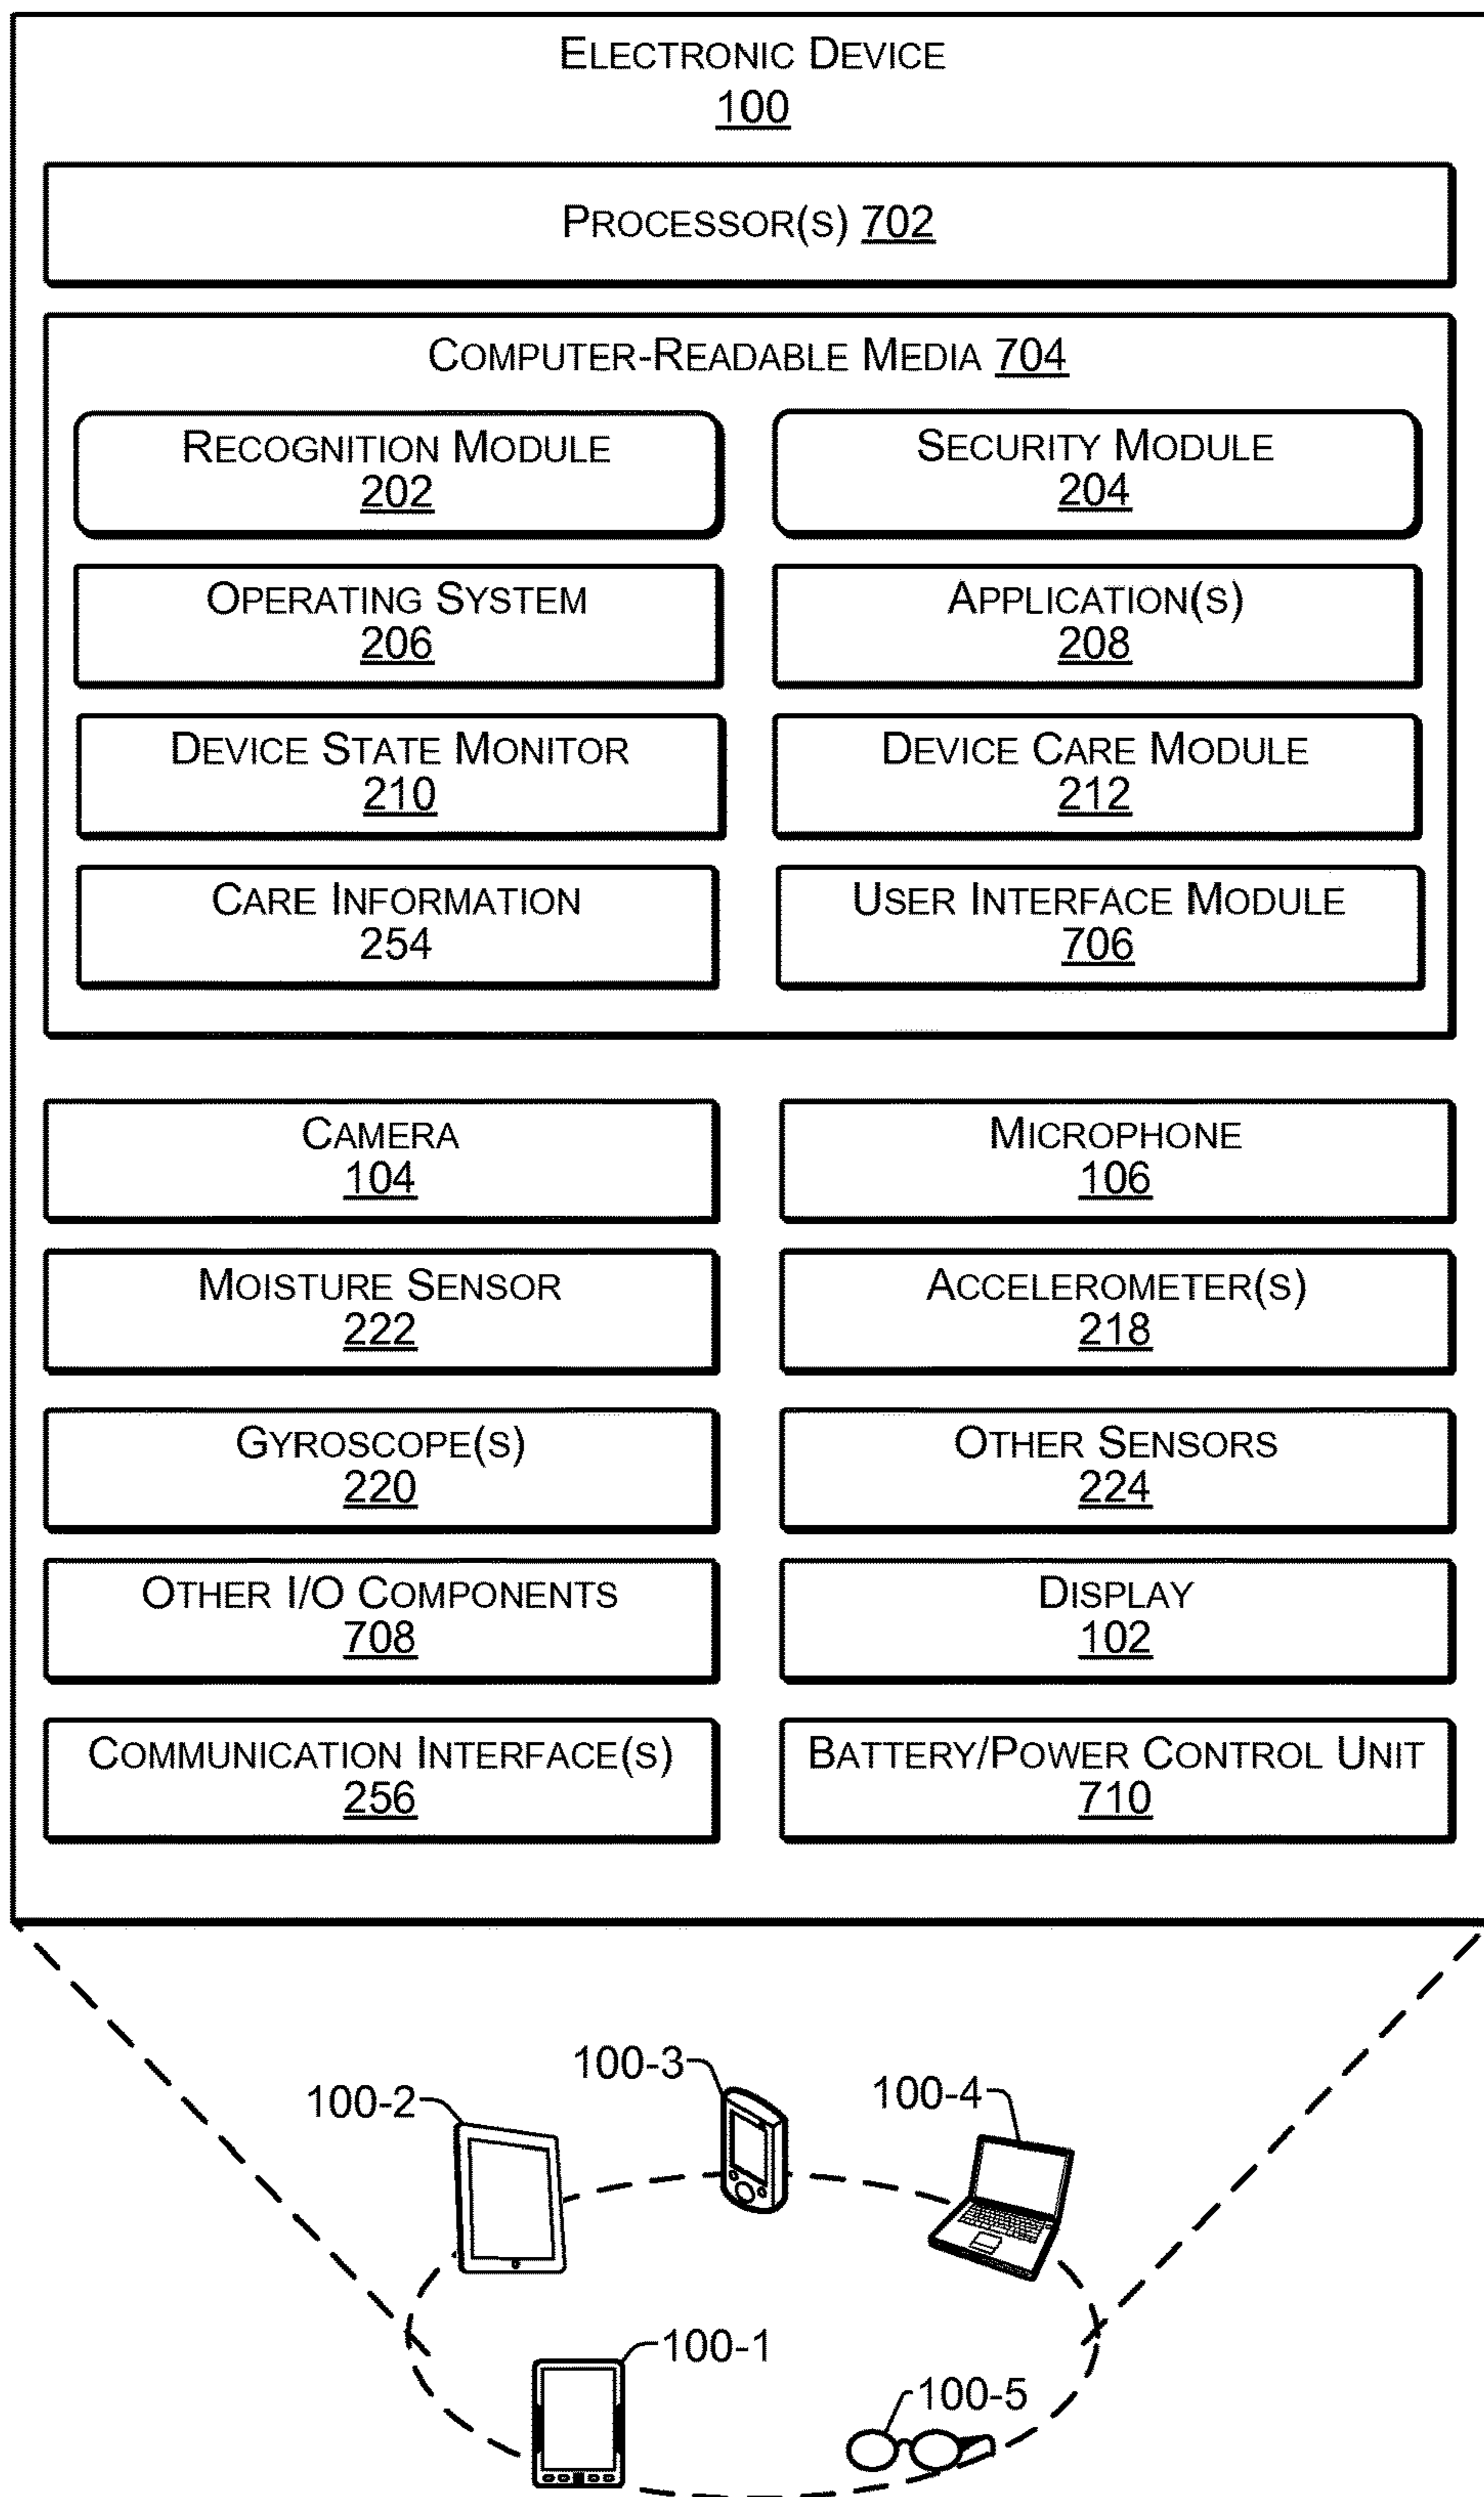 ELECTRONIC DEVICE
100
PROCESSOR(S) 702
COMPUTER-READABLE MEDIA 704
RECOGNITION MODULE
202
SECURITY MODULE
204
OPERATING SYSTEM
206
APPLICATION(S)
208
DEVICE STATE MONITOR
210
DEVICE CARE MODULE
212
CARE INFORMATION
254
USER INTERFACE MODULE
706
CAMERA
104
MICROPHONE
106
MOISTURE SENSOR
222
ACCELEROMETER(S)
218
GYROSCOPE(S)
220
OTHER SENSORS
224
OTHER I/O COMPONENTS
708
DISPLAY
102
COMMUNICATION INTERFACE(S)
256
BATTERY/POWER CONTROL UNIT
710
100-3
100-2
100-4
100-1
100-5